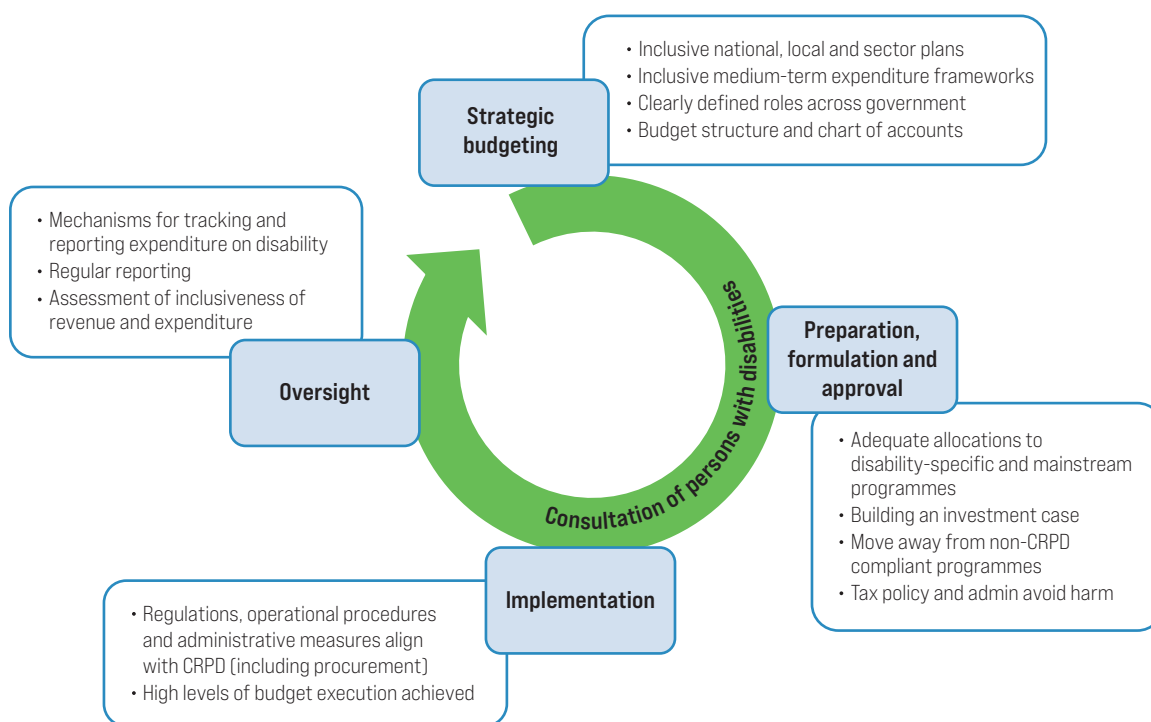 Strategic
budgeting
• Inclusive national, local and sector plans
• Inclusive medium-term expenditure frameworks
• Clearly defined roles across government
• Budget structure and chart of accounts
Preparation,
formulation and
approval
• Adequate allocations to
disability-specific and mainstream
programmes
• Building an investment case
• Move away from non-CRPD
compliant programmes
• Tax policy and admin avoid harm
Implementation
• Regulations, operational procedures
and administrative measures align
with CRPD (including procurement)
• High levels of budget execution achieved
Oversight
• Mechanisms for tracking and
reporting expenditure on disability
• Regular reporting
• Assessment of inclusiveness of
revenue and expenditure
Consultation of persons with disabilities